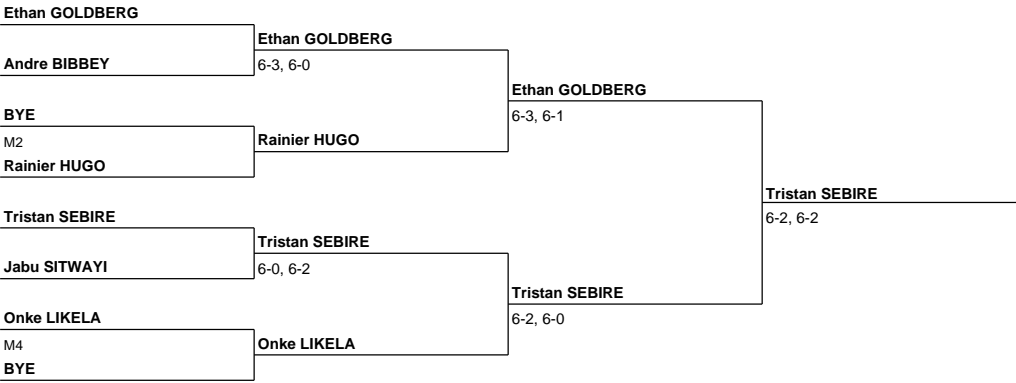 Ethan GOLDBERG
Ethan GOLDBERG
Andre BIBBEY
6-3, 6-0
Ethan GOLDBERG
BYE
6-3, 6-1
M2
Rainier HUGO
Rainier HUGO
Tristan SEBIRE
Tristan SEBIRE
6-2, 6-2
Tristan SEBIRE
Jabu SITWAYI
6-0, 6-2
Tristan SEBIRE
Onke LIKELA
6-2, 6-0
M4
Onke LIKELA
BYE